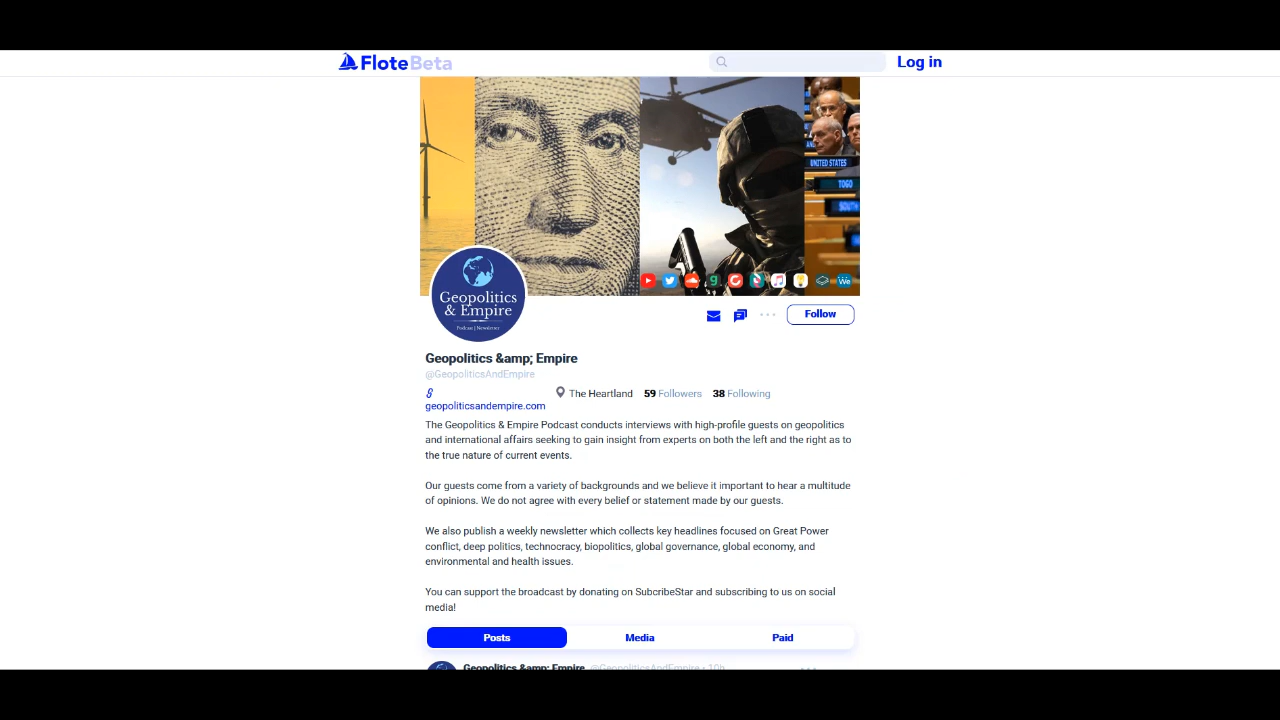 FloteBeta
Log in
UNITED STATES
TOGO
SOUTH
We
Geopolitics
& Empire
Podcast | Newsletter
Follow
Geopolitics &amp; Empire
@GeopoliticsAndEmpire
geopoliticsandempire.com
The Heartland 59 Followers 38 Following
The Geopolitics & Empire Podcast conducts interviews with high-profile guests on geopolitics
and international affairs seeking to gain insight from experts on both the left and the right as to
the true nature of current events.
Our guests come from a variety of backgrounds and we believe it important to hear a multitude
of opinions. We do not agree with every belief or statement made by our guests.
We also publish a weekly newsletter which collects key headlines focused on Great Power
conflict, deep politics, technocracy, biopolitics, global governance, global economy, and
environmental and health issues.
You can support the broadcast by donating on SubcribeStar and subscribing to us on social
media!
Posts Media Paid
Geopolitics &amp; Empire @GeopoliticsAndEmpire • 10h